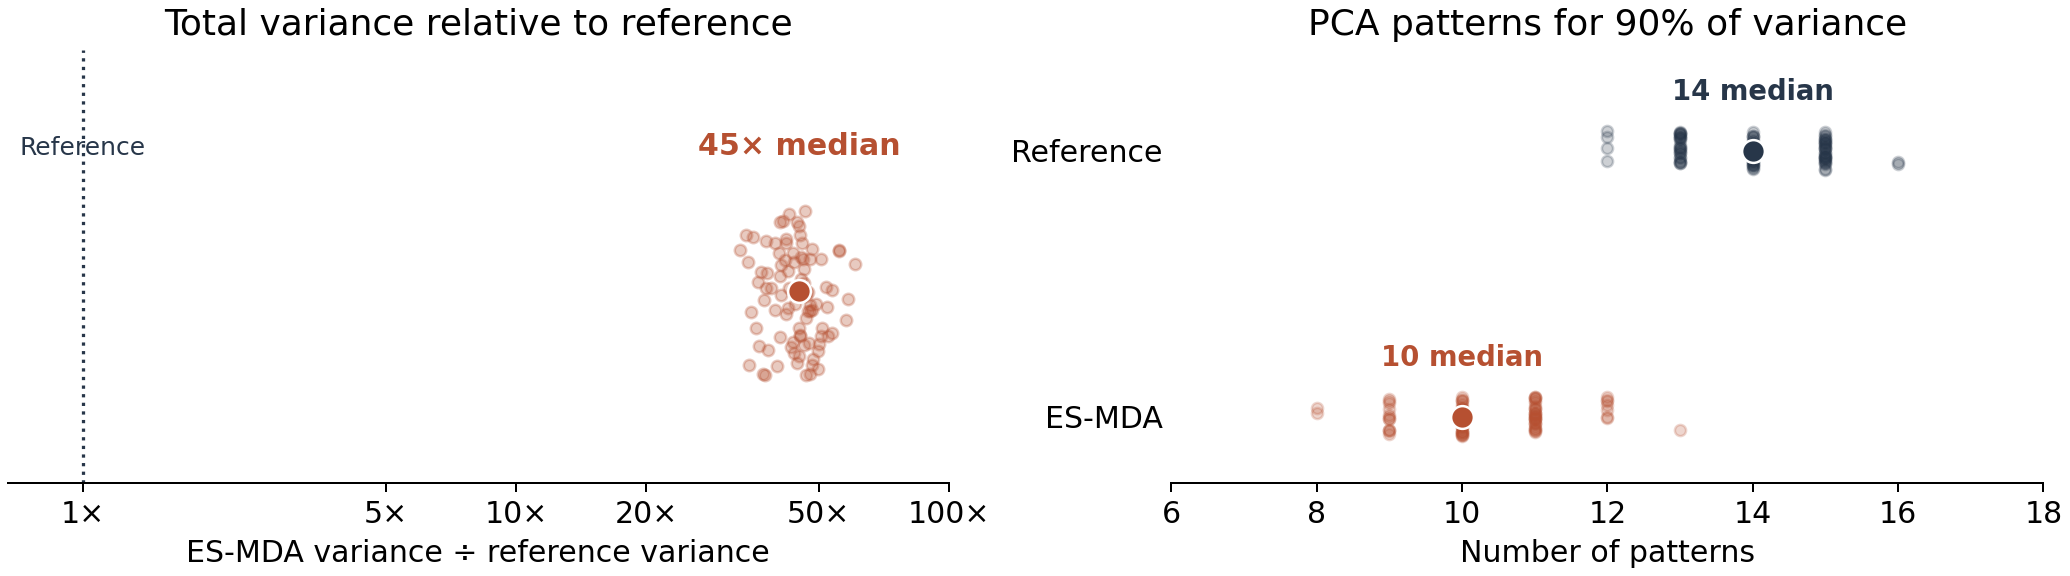 Total variance relative to reference
Reference
45× median
1× 5× 10× 20× 50× 100×
ES-MDA variance ÷ reference variance
PCA patterns for 90% of variance
14 median
Reference
10 median
ES-MDA
6 8 10 12 14 16 18
Number of patterns